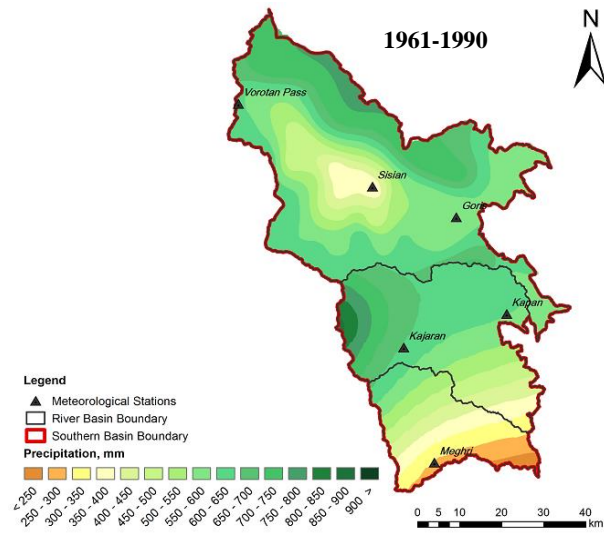 1961-1990
N
Vorotan Pass
Sisian
Goris
Kapan
Kajaran
Meghri
Legend
Meteorological Stations
River Basin Boundary
Southern Basin Boundary
Precipitation, mm
< 250
250 - 300
300 - 350
350 - 400
400 - 450
450 - 500
500 - 550
550 - 600
600 - 650
650 - 700
700 - 750
750 - 800
800 - 850
850 - 900
900 >
0 5 10 20 30 40
km